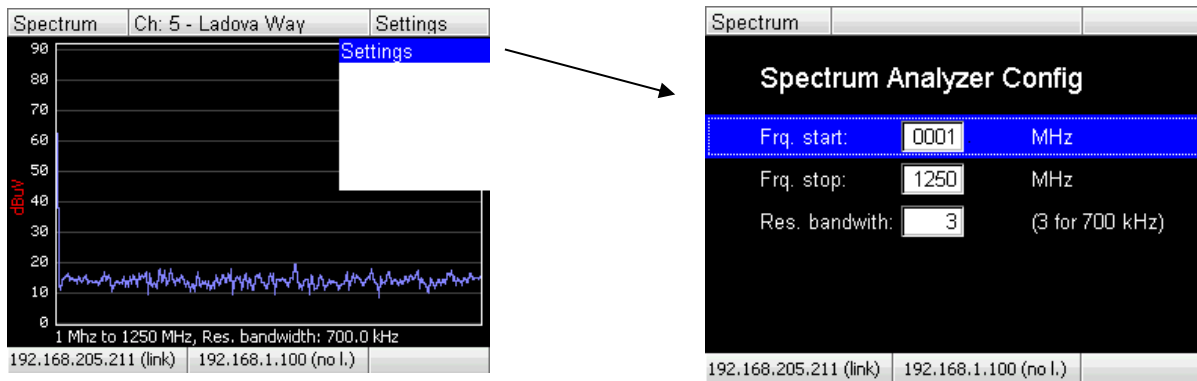 Spectrum Ch: 5 - Ladova Way Settings
Settings
90
80
70
60
50
40
30
20
10
0
dBuV
1 Mhz to 1250 MHz, Res. bandwidth: 700.0 kHz
192.168.205.211 (link) 192.168.1.100 (no l.)
Spectrum
Spectrum Analyzer Config
Frq. start: 0001 MHz
Frq. stop: 1250 MHz
Res. bandwith: 3 (3 for 700 kHz)
192.168.205.211 (link) 192.168.1.100 (no l.)